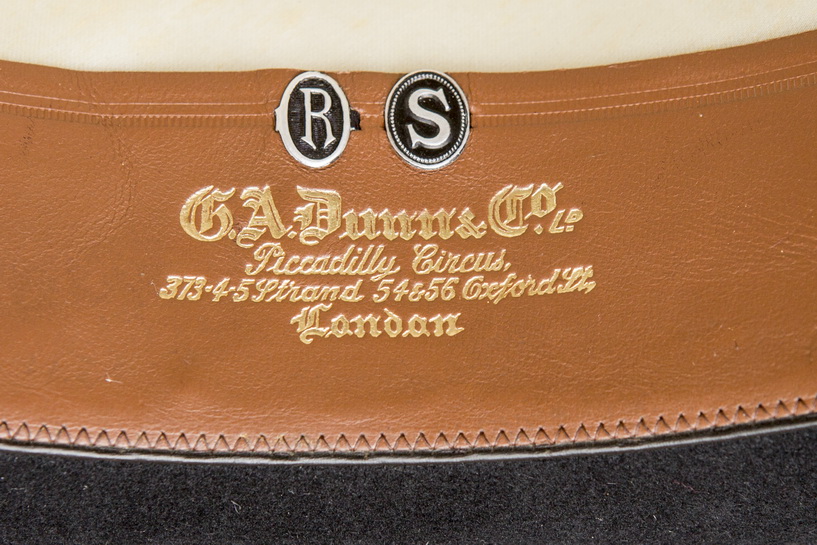 R S
G.A.Dunn & Co. LD
Piccadilly Circus,
373-4-5 Strand 54&56 Oxford St,
London